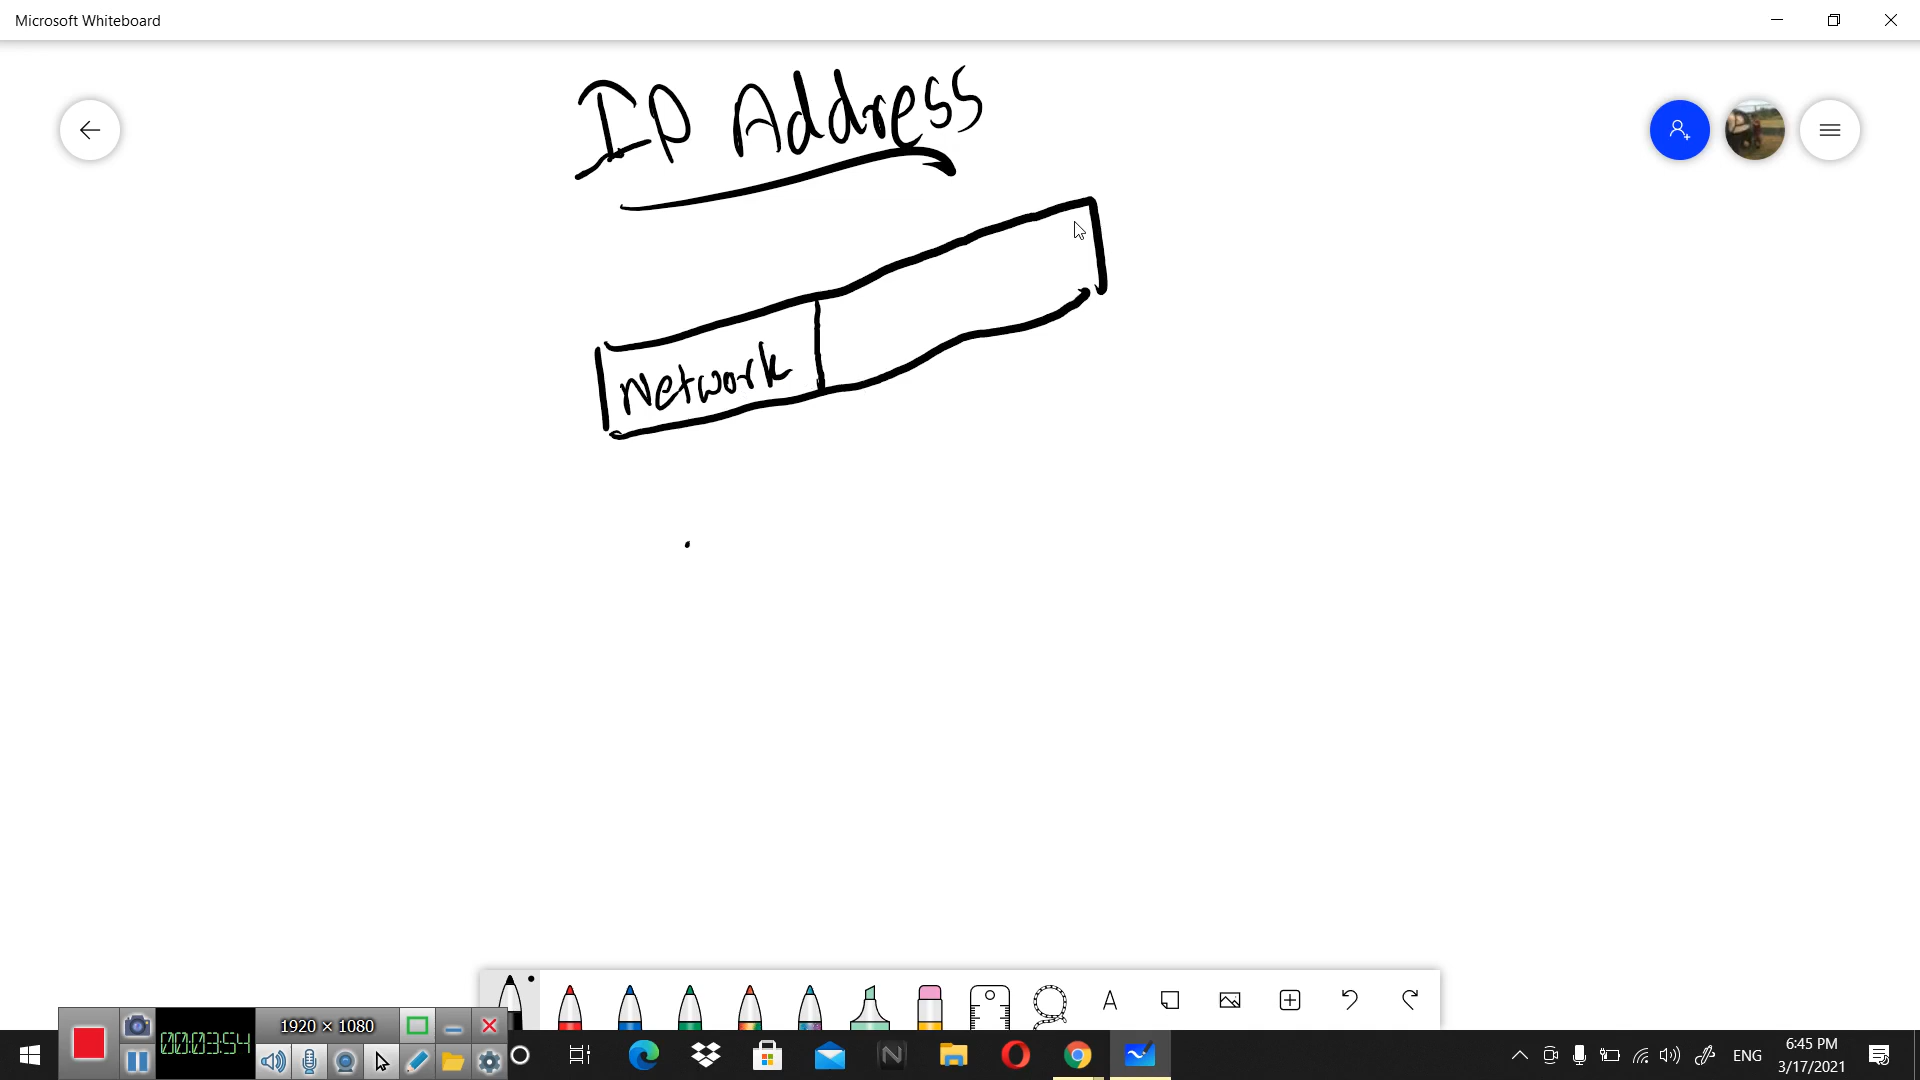 Microsoft Whiteboard
IP Address
Network
00:03:54
1920 × 1080
ENG
6:45 PM
3/17/2021